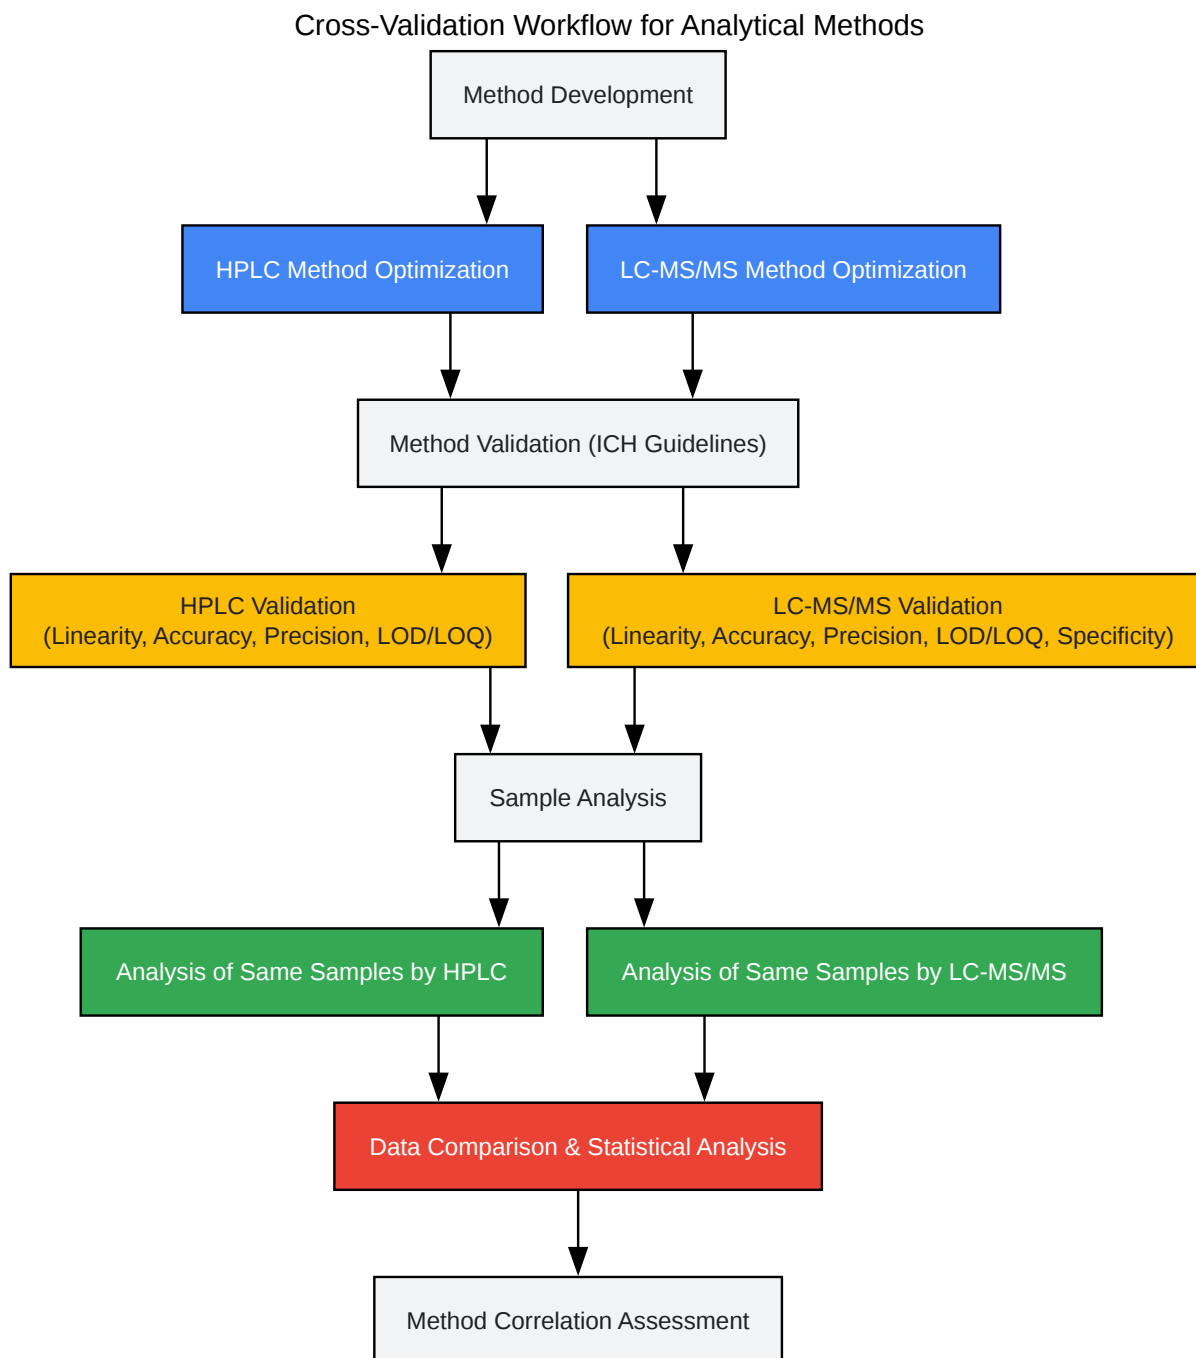 Cross-Validation Workflow for Analytical Methods
Method Development
HPLC Method Optimization
LC-MS/MS Method Optimization
Method Validation (ICH Guidelines)
HPLC Validation
(Linearity, Accuracy, Precision, LOD/LOQ)
LC-MS/MS Validation
(Linearity, Accuracy, Precision, LOD/LOQ, Specificity)
Sample Analysis
Analysis of Same Samples by HPLC
Analysis of Same Samples by LC-MS/MS
Data Comparison & Statistical Analysis
Method Correlation Assessment